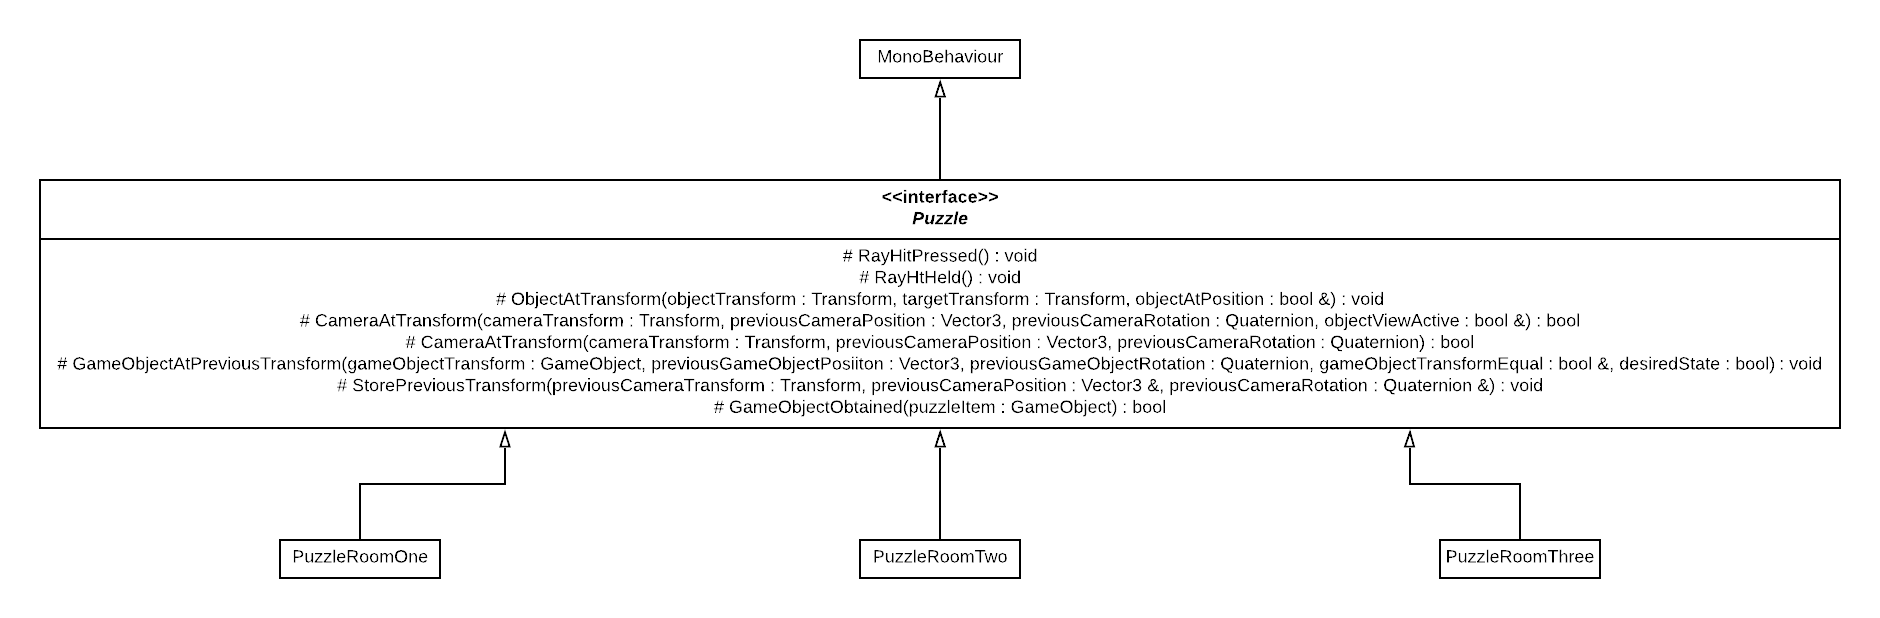 MonoBehaviour
<<interface>>
Puzzle
# RayHitPressed() : void
# RayHtHeld() : void
# ObjectAtTransform(objectTransform : Transform, targetTransform : Transform, objectAtPosition : bool &) : void
# CameraAtTransform(cameraTransform : Transform, previousCameraPosition : Vector3, previousCameraRotation : Quaternion, objectViewActive : bool &) : bool
# CameraAtTransform(cameraTransform : Transform, previousCameraPosition : Vector3, previousCameraRotation : Quaternion) : bool
# GameObjectAtPreviousTransform(gameObjectTransform : GameObject, previousGameObjectPosiiton : Vector3, previousGameObjectRotation : Quaternion, gameObjectTransformEqual : bool &, desiredState : bool) : void
# StorePreviousTransform(previousCameraTransform : Transform, previousCameraPosition : Vector3 &, previousCameraRotation : Quaternion &) : void
# GameObjectObtained(puzzleItem : GameObject) : bool
PuzzleRoomOne
PuzzleRoomTwo
PuzzleRoomThree